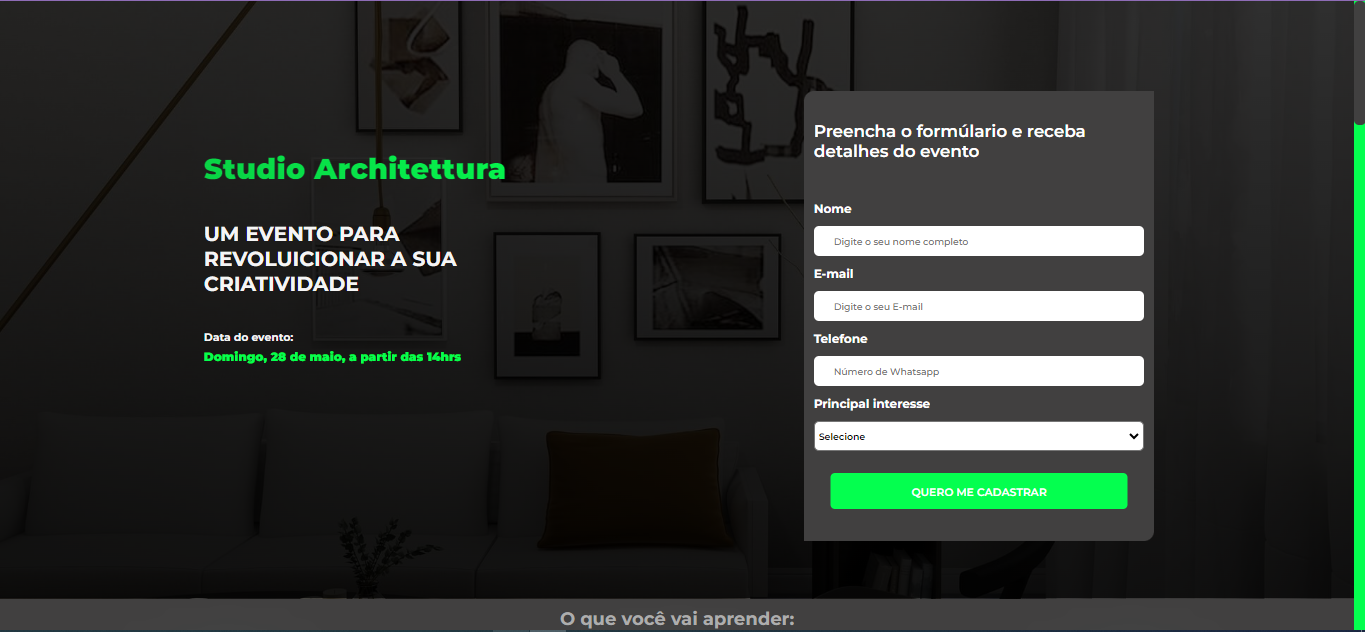 Studio Architettura
UM EVENTO PARA
REVOLUICIONAR A SUA
CRIATIVIDADE
Data do evento:
Domingo, 28 de maio, a partir das 14hrs
Preencha o formúlario e receba
detalhes do evento
Nome
Digite o seu nome completo
E-mail
Digite o seu E-mail
Telefone
Número de Whatsapp
Principal interesse
Selecione
QUERO ME CADASTRAR
O que você vai aprender: